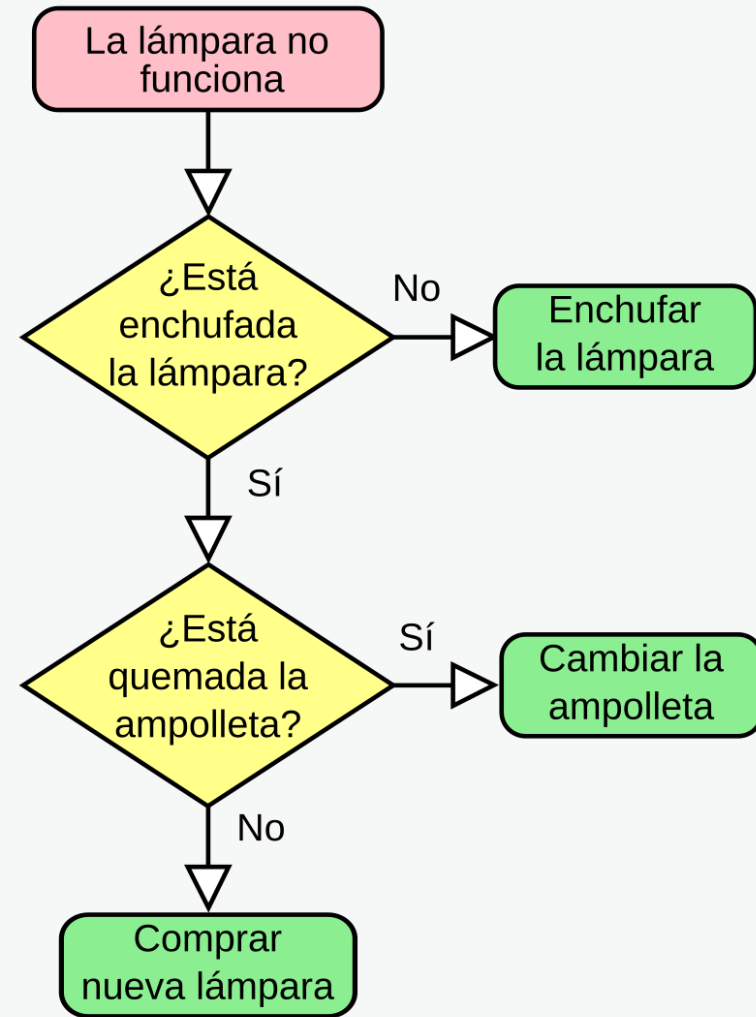 La lámpara no
funciona
¿Está
enchufada
la lámpara?
No
Enchufar
la lámpara
Sí
¿Está
quemada la
ampolleta?
Sí
Cambiar la
ampolleta
No
Comprar
nueva lámpara